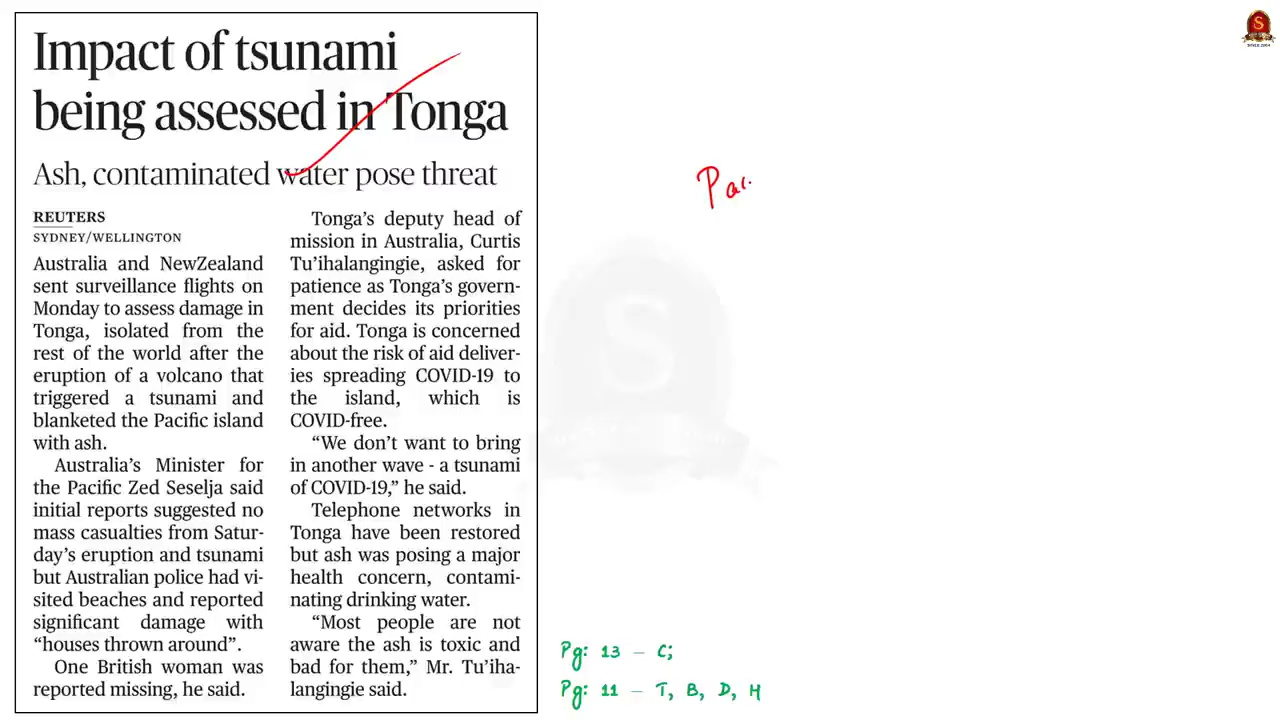 Impact of tsunami
being assessed in Tonga
Ash, contaminated water pose threat
REUTERS
SYDNEY/WELLINGTON
Australia and NewZealand
sent surveillance flights on
Monday to assess damage in
Tonga, isolated from the
rest of the world after the
eruption of a volcano that
triggered a tsunami and
blanketed the Pacific island
with ash.
Australia's Minister for
the Pacific Zed Seselja said
initial reports suggested no
mass casualties from Satur-
day's eruption and tsunami
but Australian police had vi-
sited beaches and reported
significant damage with
"houses thrown around".
One British woman was
reported missing, he said.
Tonga's deputy head of
mission in Australia, Curtis
Tu'ihalangingie, asked for
patience as Tonga's govern-
ment decides its priorities
for aid. Tonga is concerned
about the risk of aid deliver-
ies spreading COVID-19 to
the island, which is
COVID-free.
"We don't want to bring
in another wave - a tsunami
of COVID-19," he said.
Telephone networks in
Tonga have been restored
but ash was posing a major
health concern, contami-
nating drinking water.
"Most people are not
aware the ash is toxic and
bad for them," Mr. Tu'iha-
langingie said.
Pg: 13 – C;
Pg: 11 – T, B, D, H